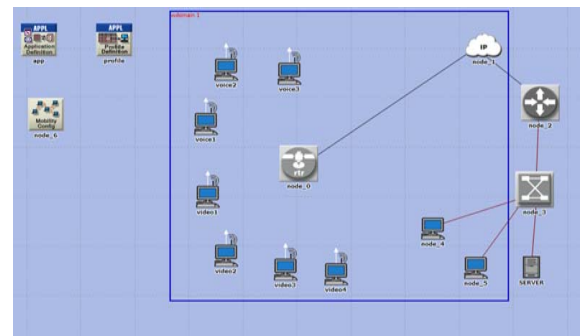 APPL
Application
Definition
app
APPL
Profile
Definition
profile
subdomain 1
IP
node_1
voice2
voice3
node_2
Mobility
Config
node_6
voice1
rtr
node_0
video1
node_3
node_4
video2
video3
video4
node_5
SERVER